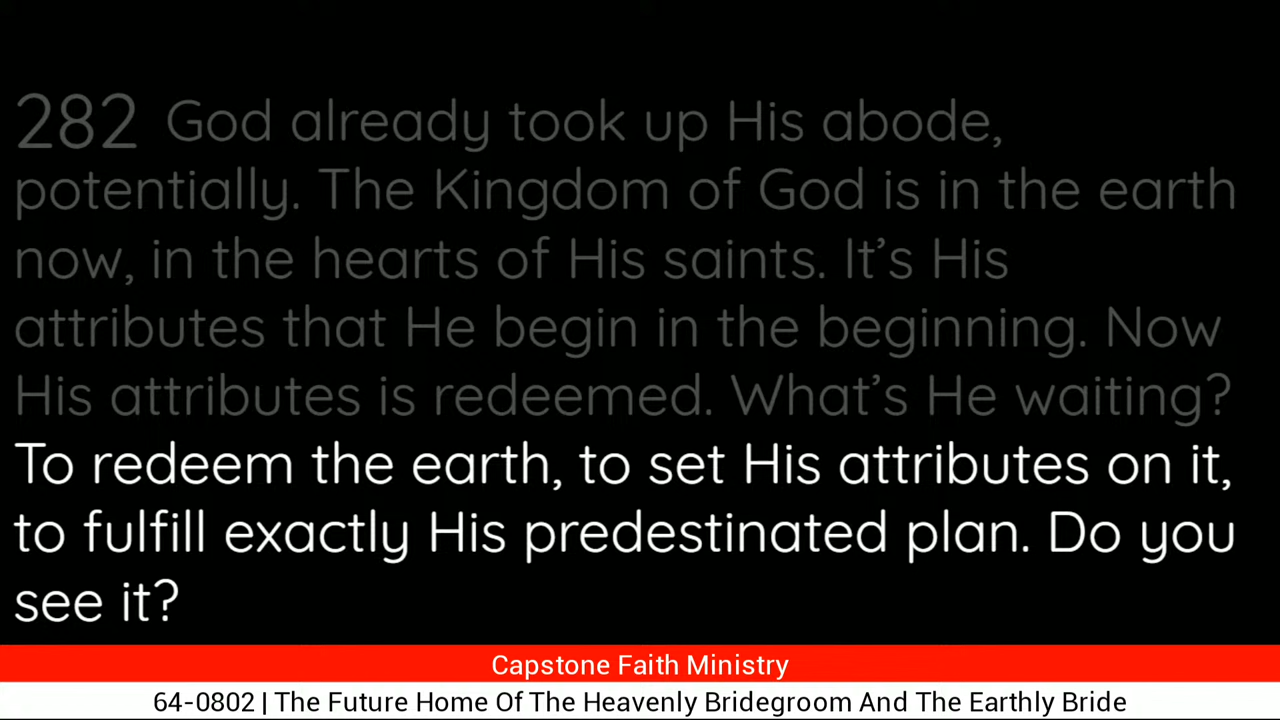 282 God already took up His abode,
potentially. The Kingdom of God is in the earth
now, in the hearts of His saints. It’s His
attributes that He begin in the beginning. Now
His attributes is redeemed. What’s He waiting?
To redeem the earth, to set His attributes on it,
to fulfill exactly His predestinated plan. Do you
see it?
Capstone Faith Ministry
64-0802 | The Future Home Of The Heavenly Bridegroom And The Earthly Bride